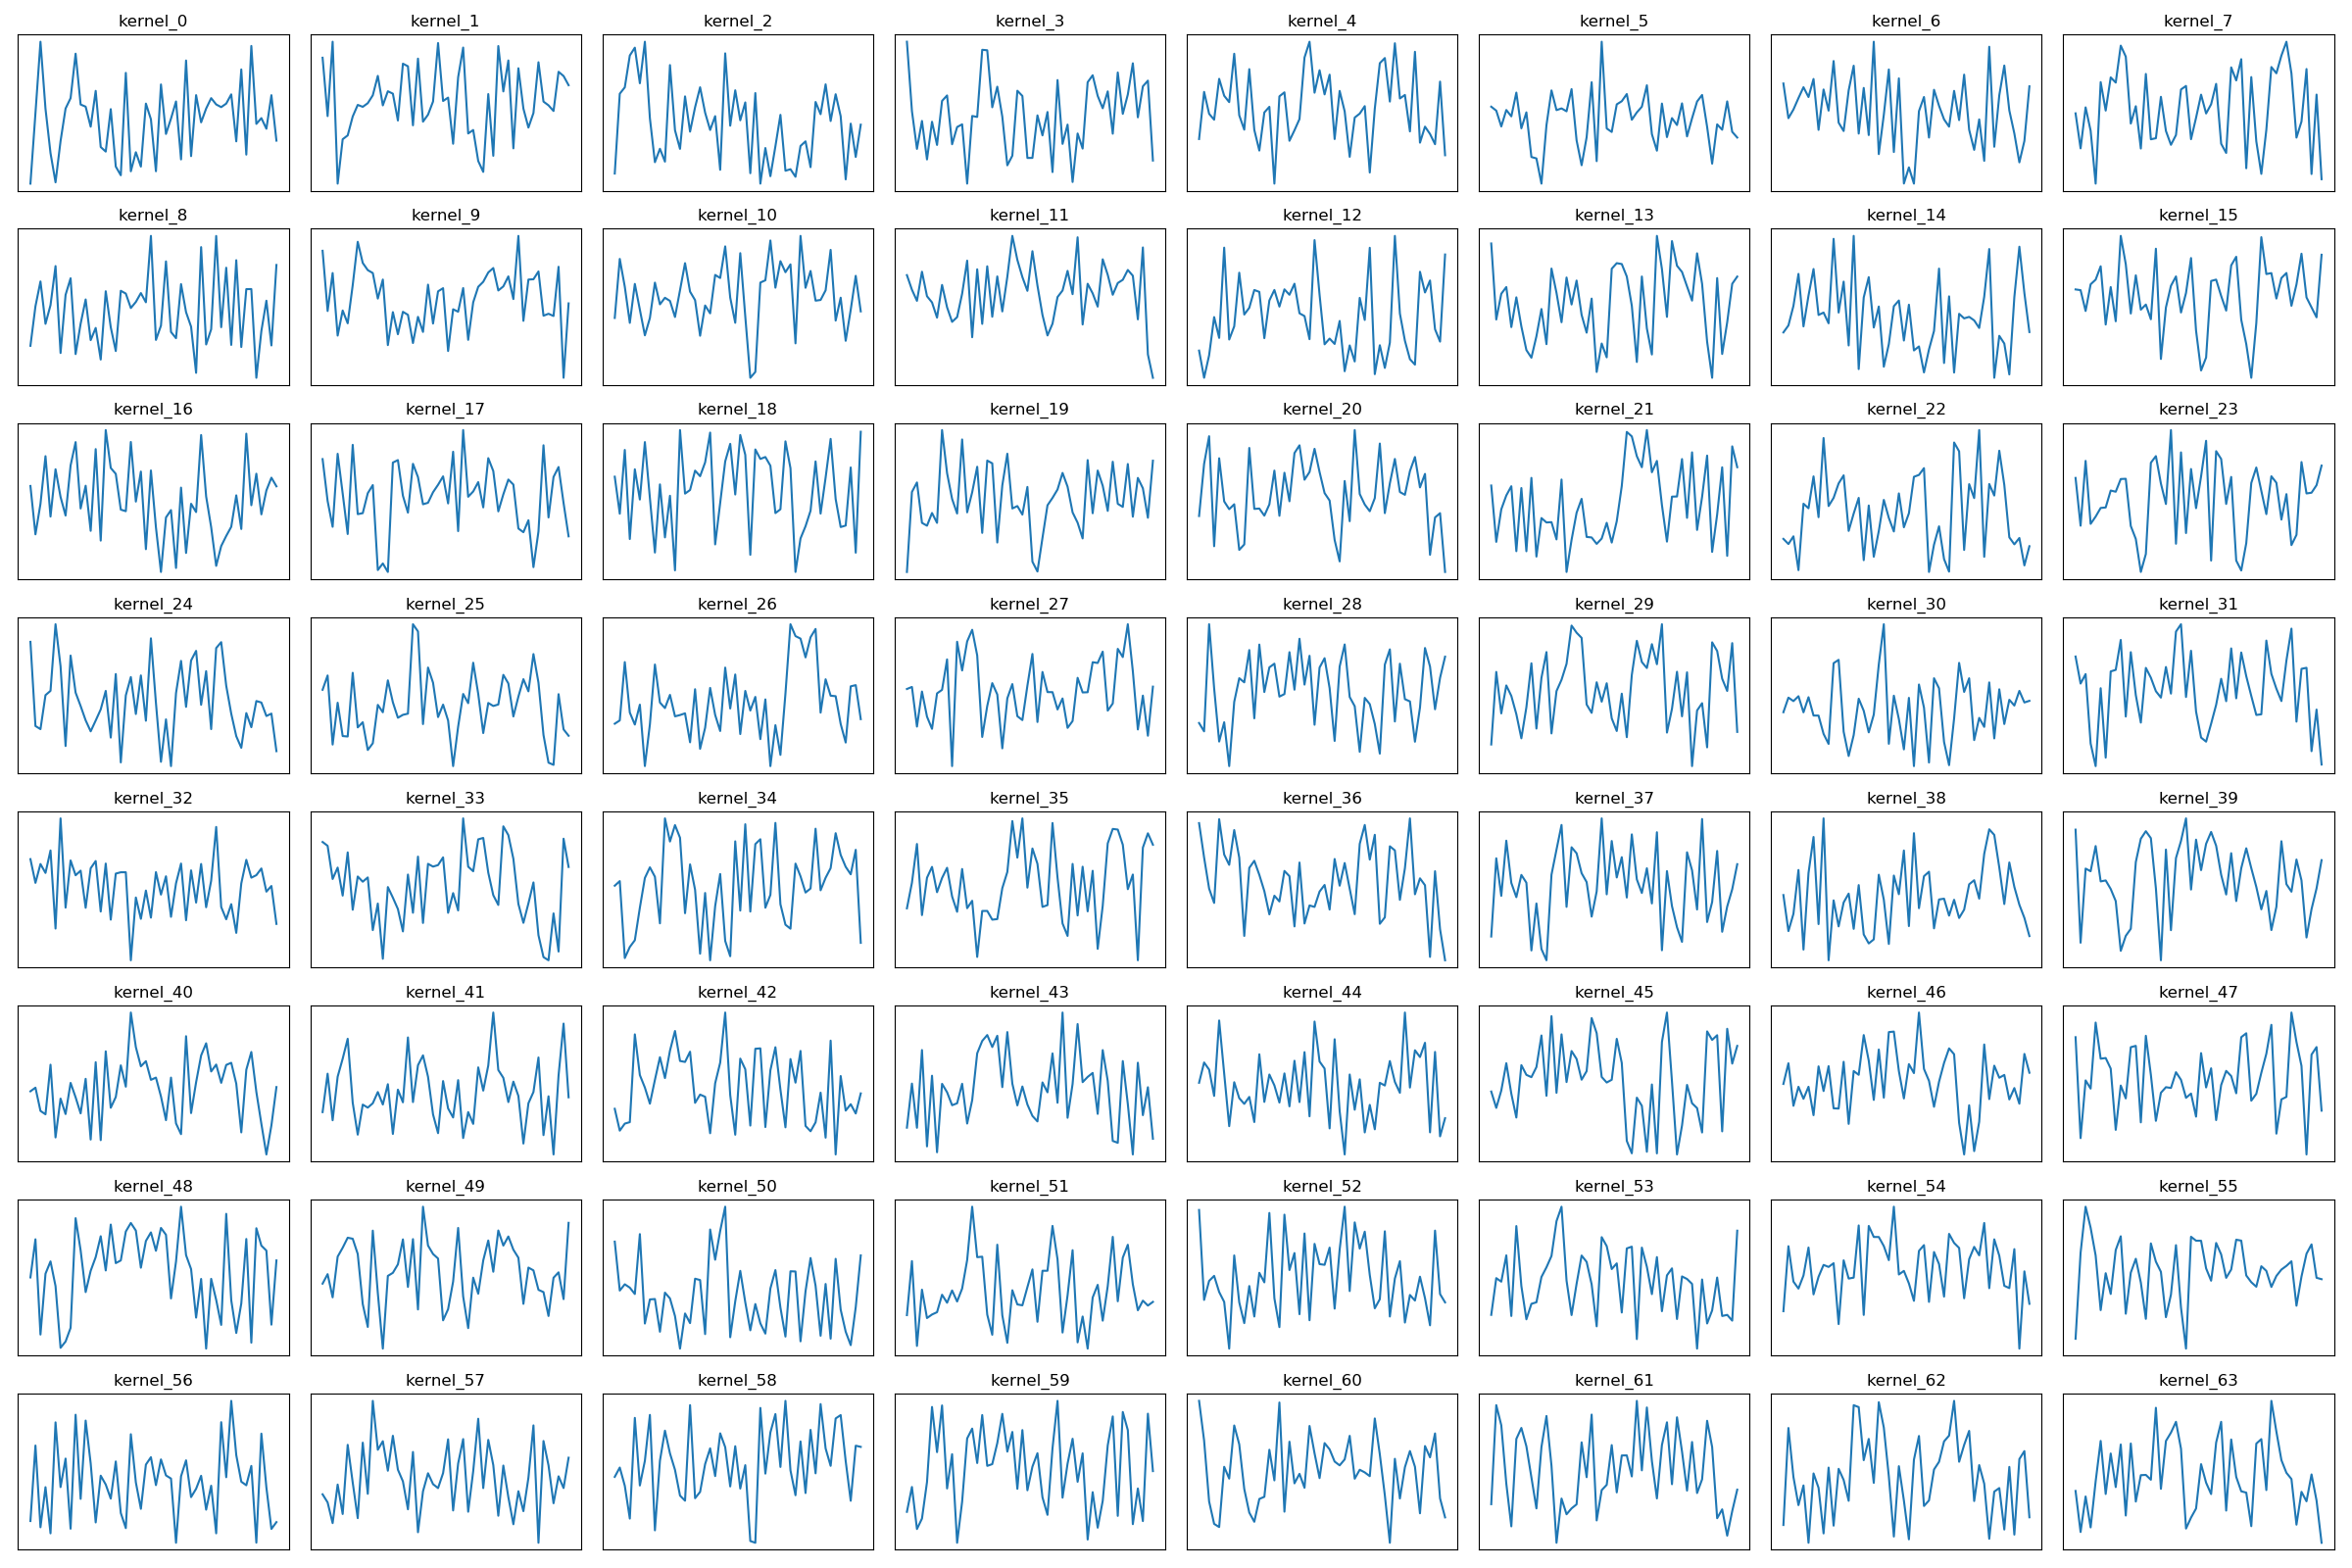 kernel_0 kernel_1 kernel_2 kernel_3 kernel_4 kernel_5 kernel_6 kernel_7
kernel_8 kernel_9 kernel_10 kernel_11 kernel_12 kernel_13 kernel_14 kernel_15
kernel_16 kernel_17 kernel_18 kernel_19 kernel_20 kernel_21 kernel_22 kernel_23
kernel_24 kernel_25 kernel_26 kernel_27 kernel_28 kernel_29 kernel_30 kernel_31
kernel_32 kernel_33 kernel_34 kernel_35 kernel_36 kernel_37 kernel_38 kernel_39
kernel_40 kernel_41 kernel_42 kernel_43 kernel_44 kernel_45 kernel_46 kernel_47
kernel_48 kernel_49 kernel_50 kernel_51 kernel_52 kernel_53 kernel_54 kernel_55
kernel_56 kernel_57 kernel_58 kernel_59 kernel_60 kernel_61 kernel_62 kernel_63